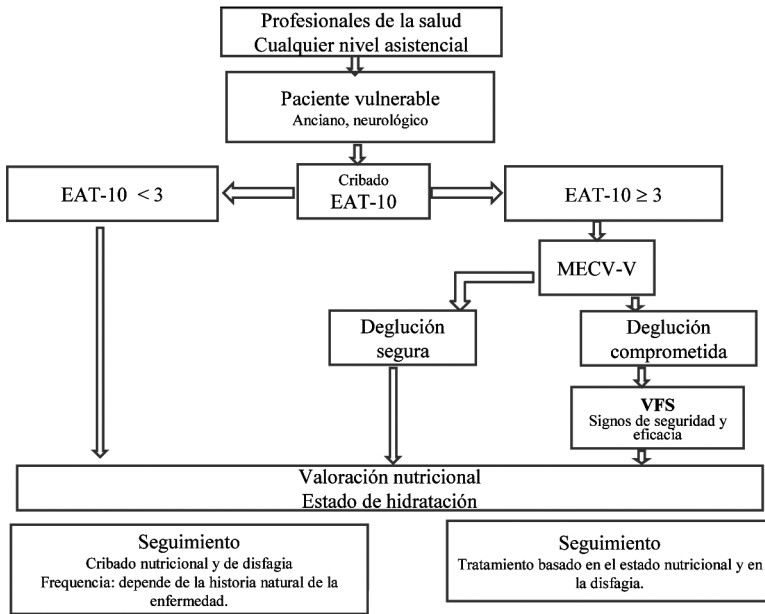 Profesionales de la salud
Cualquier nivel asistencial
Paciente vulnerable
Anciano, neurológico
EAT-10 < 3
Cribado
EAT-10
EAT-10 ≥ 3
MECV-V
Deglución
segura
Deglución
comprometida
VFS
Signos de seguridad y
eficacia
Valoración nutricional
Estado de hidratación
Seguimiento
Cribado nutricional y de disfagia
Frequencia: depende de la historia natural de la
enfermedad.
Seguimiento
Tratamiento basado en el estado nutricional y en
la disfagia.